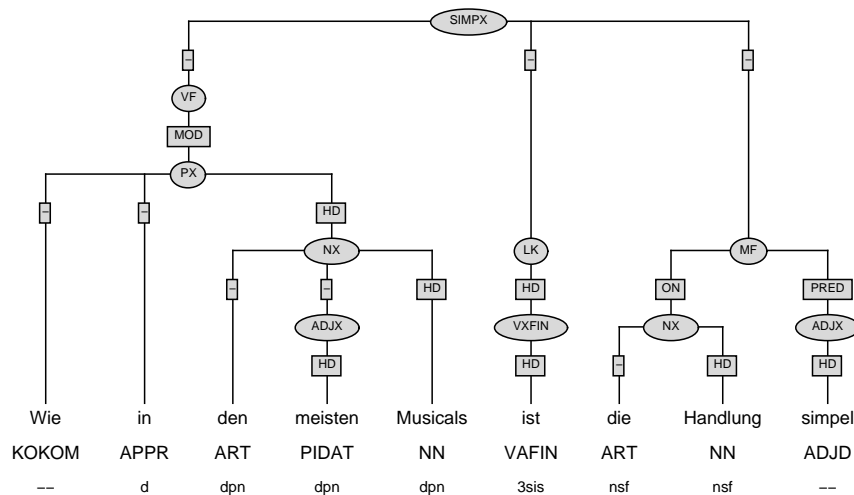 SIMPX
– – –
VF
MOD
PX
– – HD
NX LK MF
– – HD HD ON PRED
ADJX VXFIN NX ADJX
HD HD – HD HD
Wie in den meisten Musicals ist die Handlung simpel
KOKOM APPR ART PIDAT NN VAFIN ART NN ADJD
–– d dpn dpn dpn 3sis nsf nsf ––